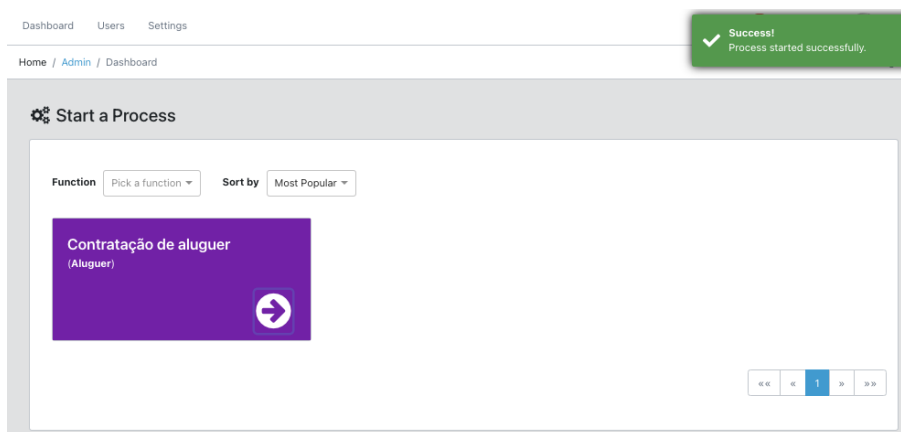 Dashboard Users Settings
Success!
Process started successfully.
Home / Admin / Dashboard
Start a Process
Function Pick a function Sort by Most Popular
Contratação de aluguer
(Aluguer)
«« « 1 » »»